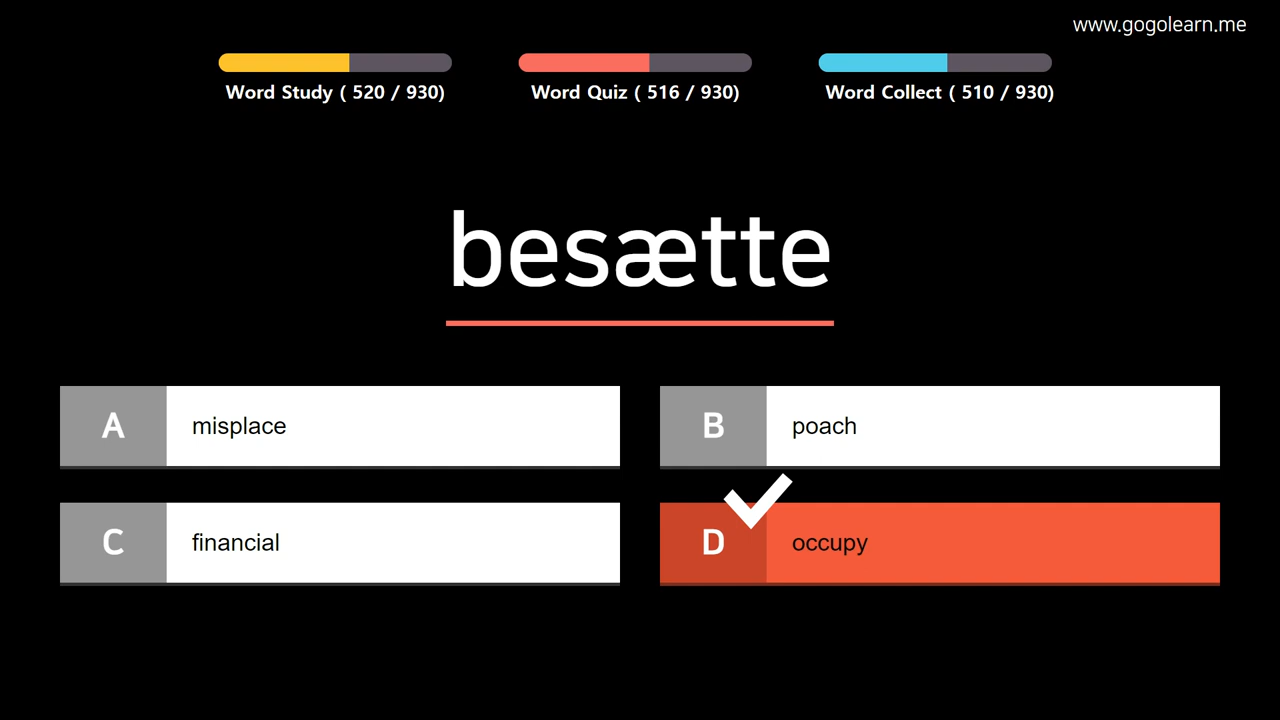 www.gogolearn.me
Word Study ( 520 / 930)
Word Quiz ( 516 / 930)
Word Collect ( 510 / 930)
besætte
A misplace
B poach
C financial
D occupy